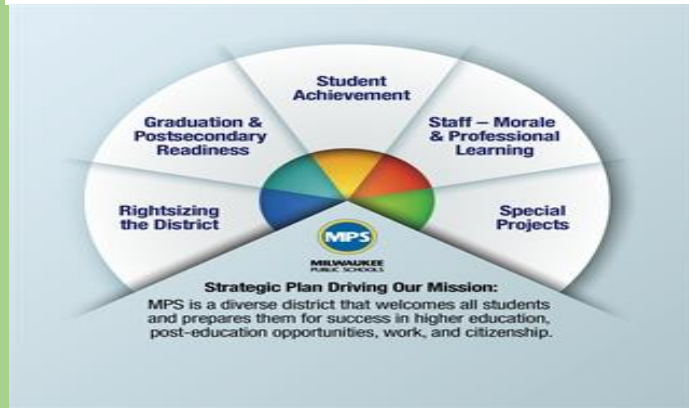 Student
Achievement
Graduation &
Postsecondary
Readiness
Staff – Morale
& Professional
Learning
Rightsizing
the District
Special
Projects
MPS
MILWAUKEE
PUBLIC SCHOOLS
Strategic Plan Driving Our Mission:
MPS is a diverse district that welcomes all students
and prepares them for success in higher education,
post-education opportunities, work, and citizenship.